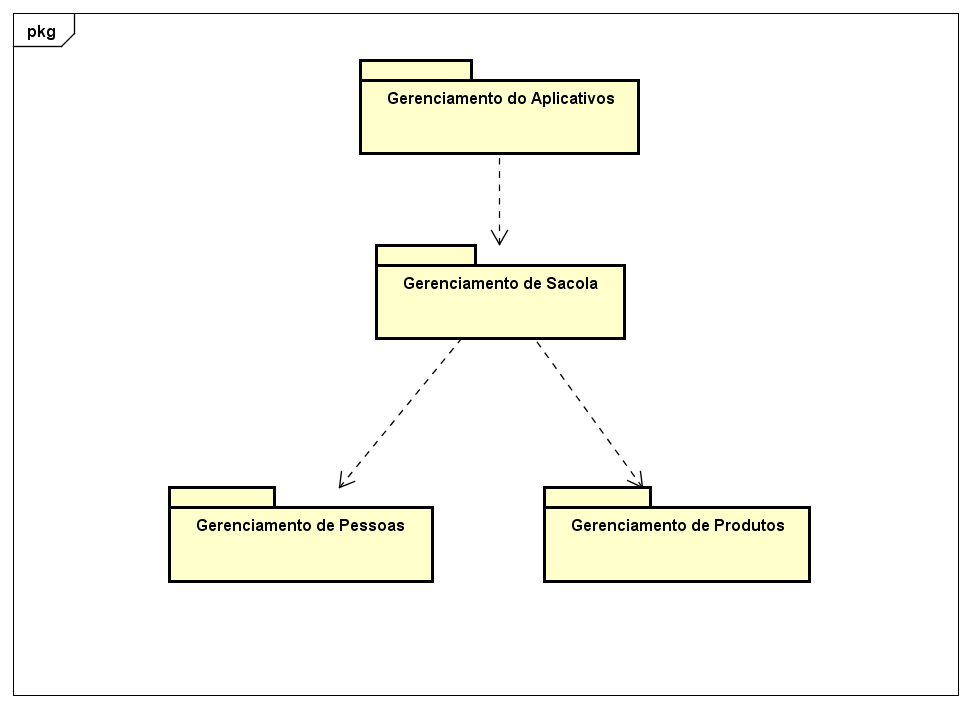 pkg
Gerenciamento do Aplicativos
Gerenciamento de Sacola
Gerenciamento de Pessoas
Gerenciamento de Produtos